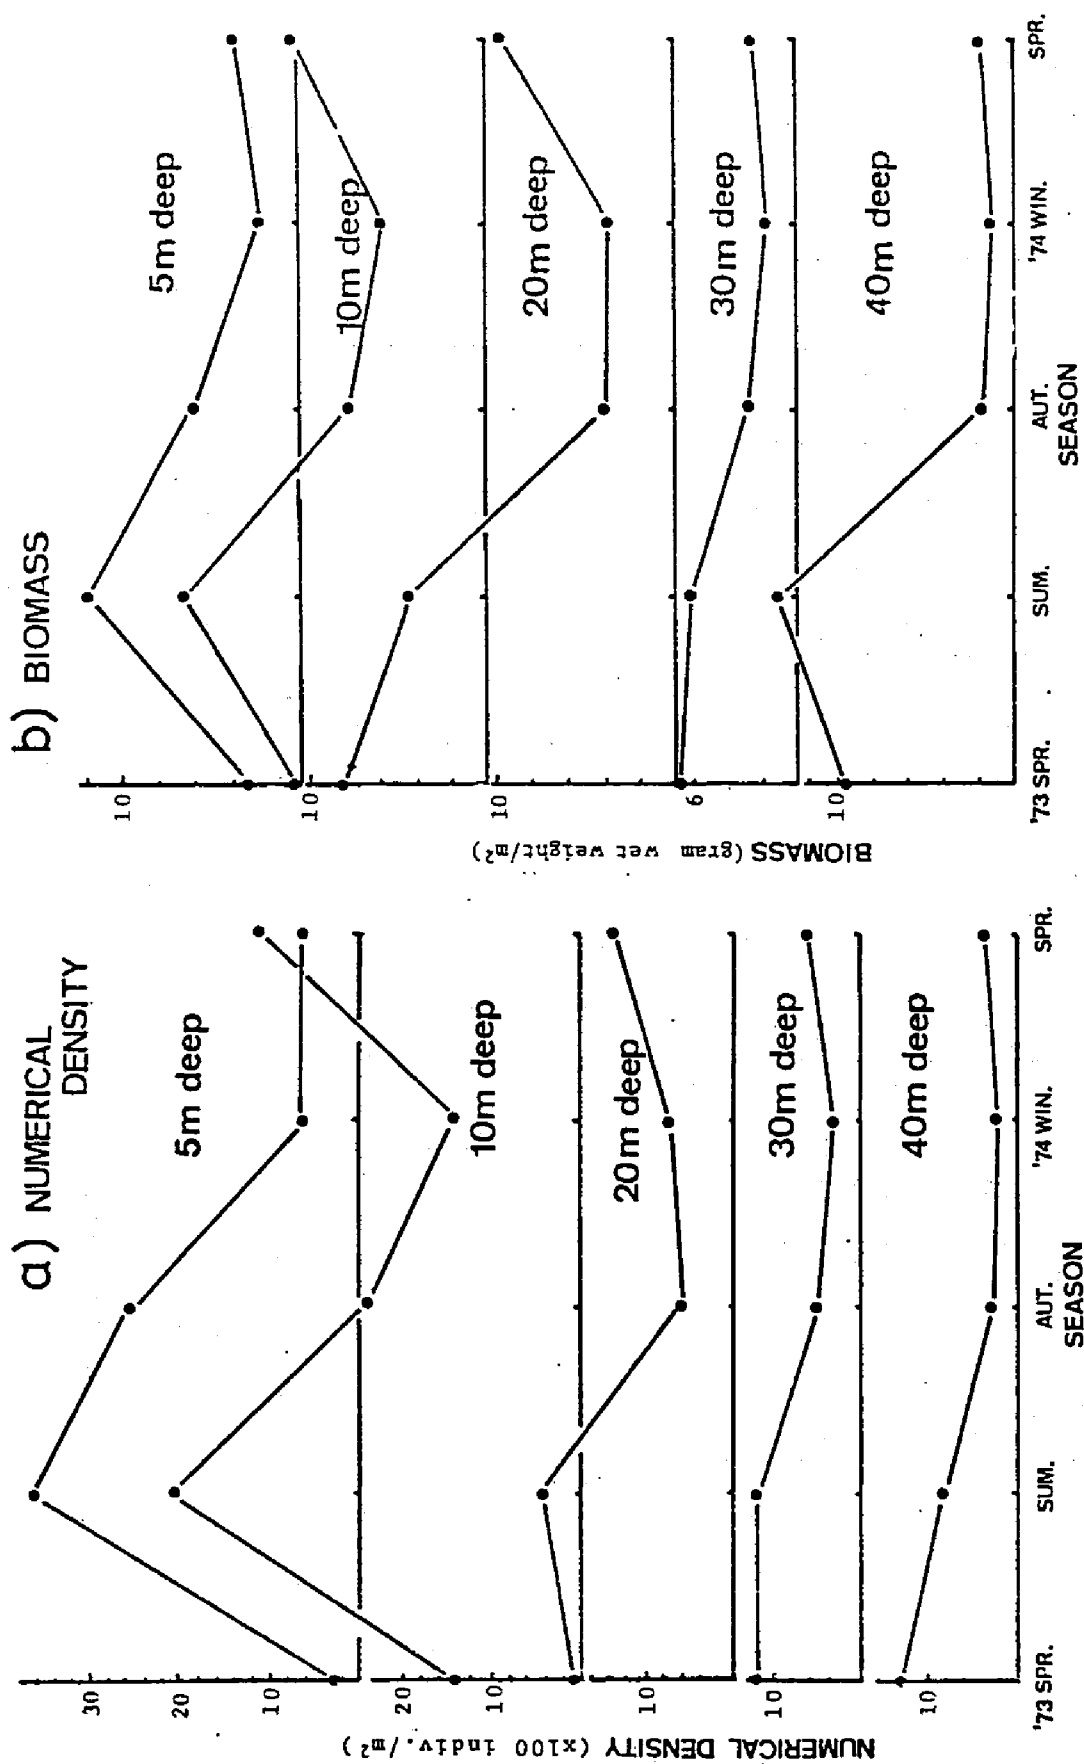 a) NUMERICAL
DENSITY
5m deep
10m deep
20m deep
30m deep
40m deep
30
20
10
20
10
10
10
10
NUMERICAL DENSITY (x100 indiv./m²)
'73 SPR.
SUM.
AUT.
'74 WIN.
SPR.
SEASON
b) BIOMASS
5m deep
10m deep
20m deep
30m deep
40m deep
10
10
10
6
10
BIOMASS (gram wet weight/m²)
'73 SPR.
SUM.
AUT.
'74 WIN.
SPR.
SEASON